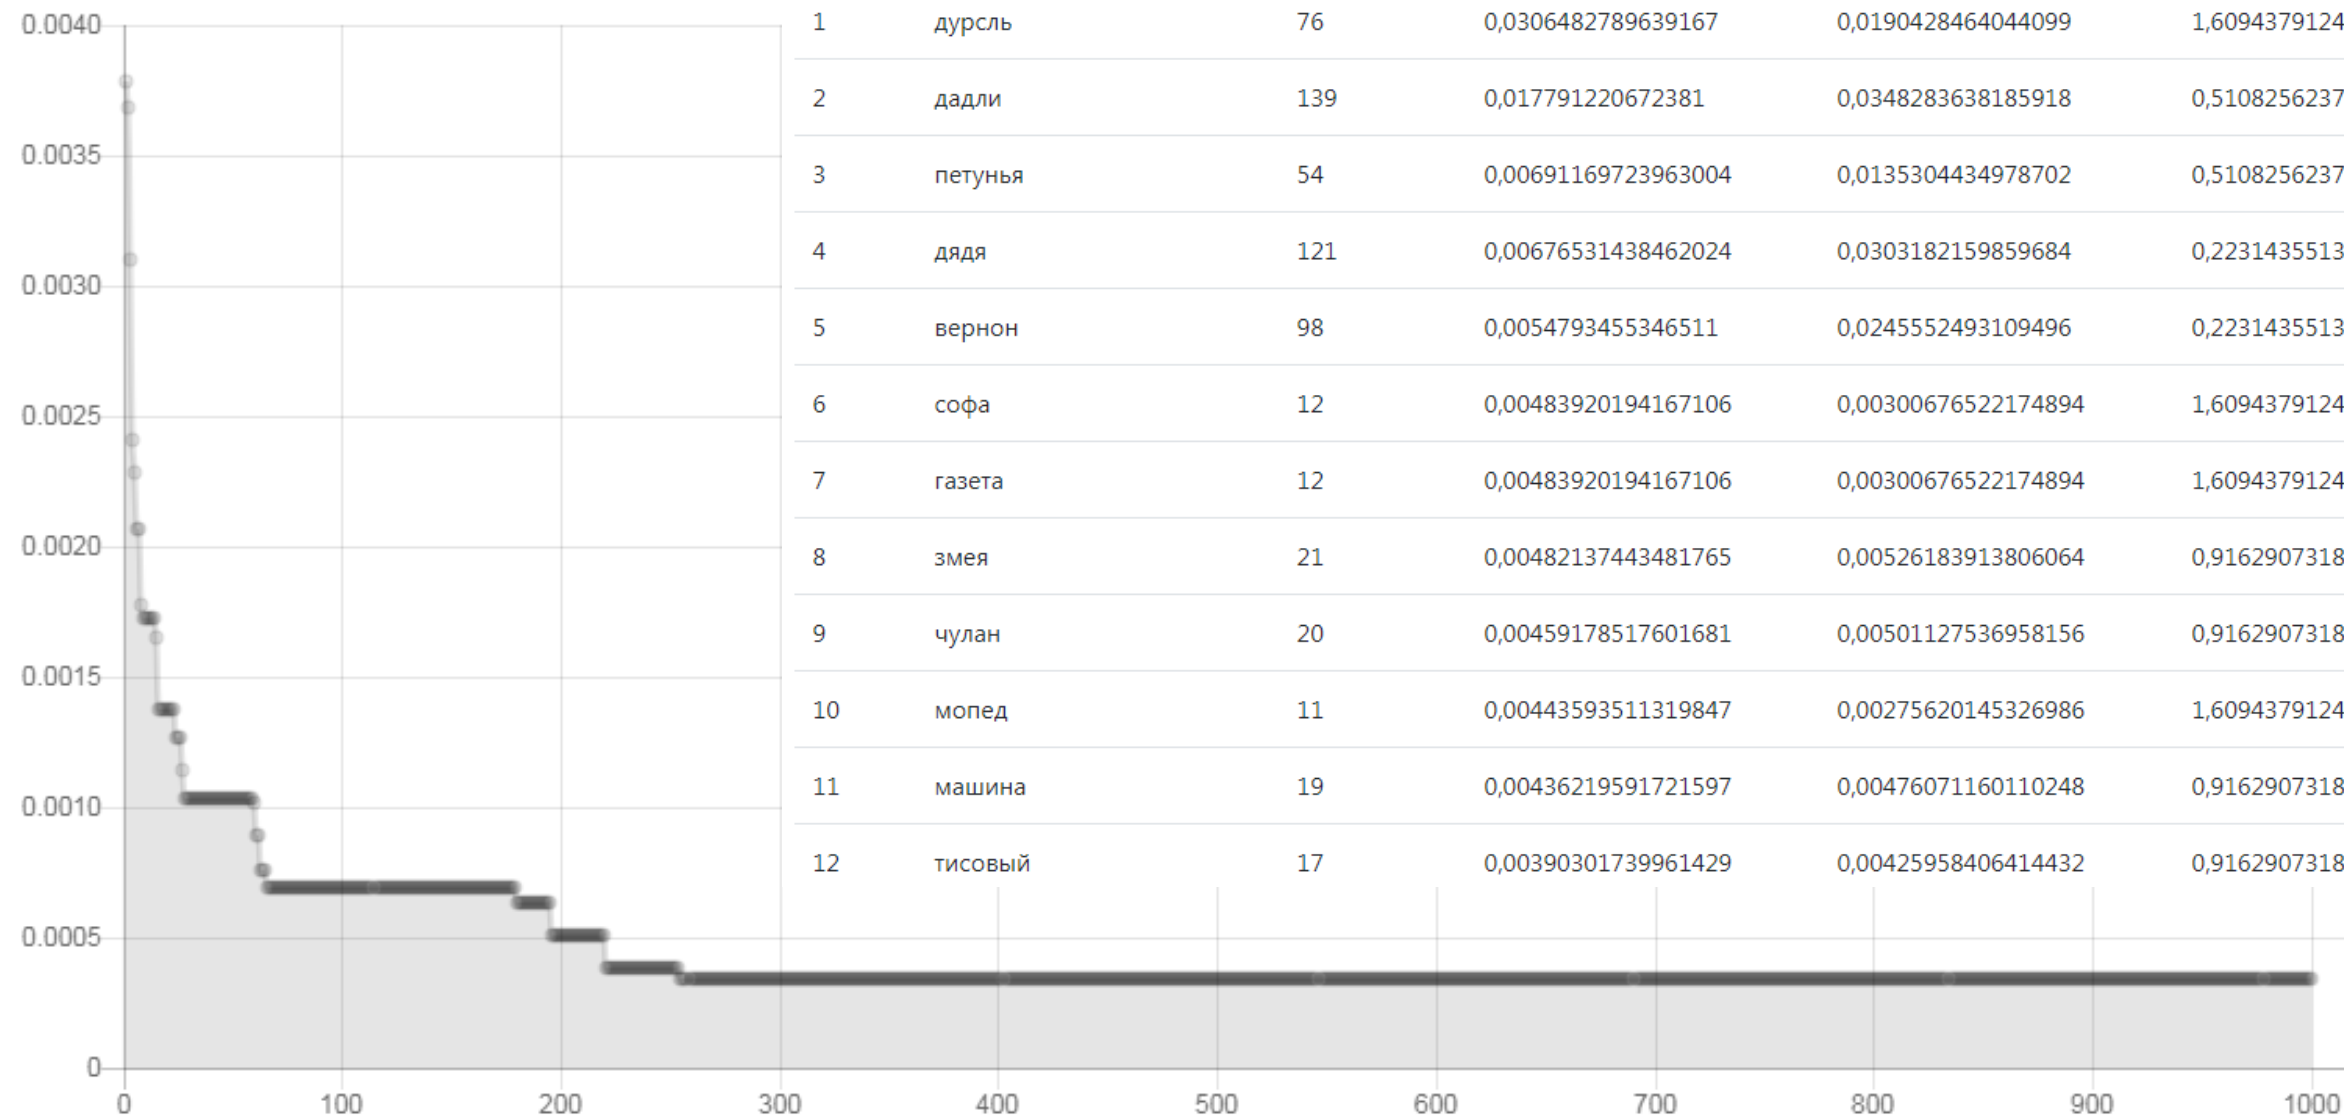 0.0040
0.0035
0.0030
0.0025
0.0020
0.0015
0.0010
0.0005
0
0 100 200 300 400 500 600 700 800 900 1000
1 дурсль 76 0,0306482789639167 0,0190428464044099 1,6094379124
2 дадли 139 0,017791220672381 0,0348283638185918 0,5108256237
3 петунья 54 0,00691169723963004 0,0135304434978702 0,5108256237
4 дядя 121 0,00676531438462024 0,0303182159859684 0,2231435513
5 вернон 98 0,0054793455346511 0,0245552493109496 0,2231435513
6 софа 12 0,00483920194167106 0,00300676522174894 1,6094379124
7 газета 12 0,00483920194167106 0,00300676522174894 1,6094379124
8 змея 21 0,00482137443481765 0,00526183913806064 0,9162907318
9 чулан 20 0,00459178517601681 0,00501127536958156 0,9162907318
10 мопед 11 0,00443593511319847 0,00275620145326986 1,6094379124
11 машина 19 0,00436219591721597 0,00476071160110248 0,9162907318
12 тисовый 17 0,00390301739961429 0,00425958406414432 0,9162907318